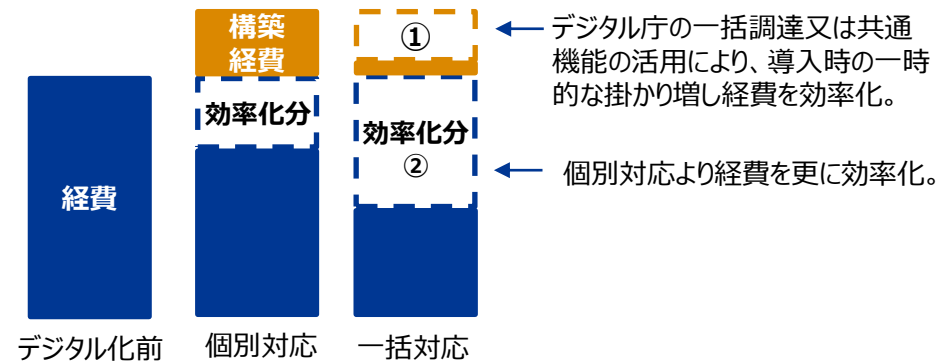 構築
経費
①
デジタル庁の一括調達又は共通
機能の活用により、導入時の一時
的な掛かり増し経費を効率化。
効率化分
効率化分
②
個別対応より経費を更に効率化。
経費
デジタル化前
個別対応
一括対応